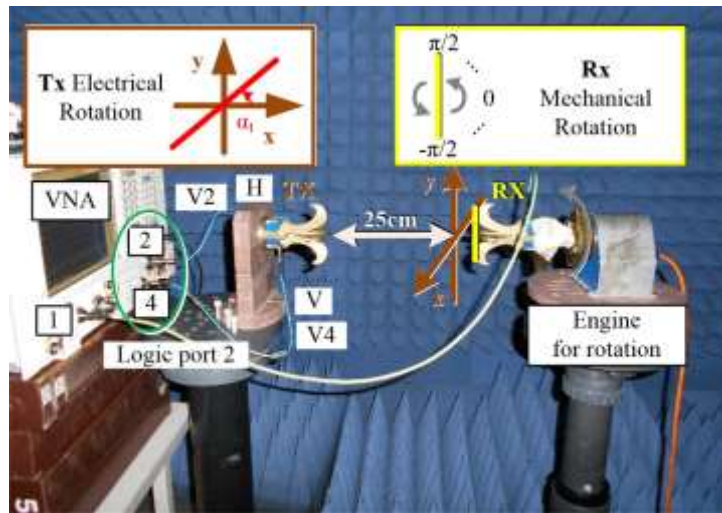 Tx Electrical
Rotation
y
x
α1
π/2
0
-π/2
Rx
Mechanical
Rotation
VNA
V2
H
TX
25cm
y
RX
x
2
4
1
V
V4
Logic port 2
Engine
for rotation
5